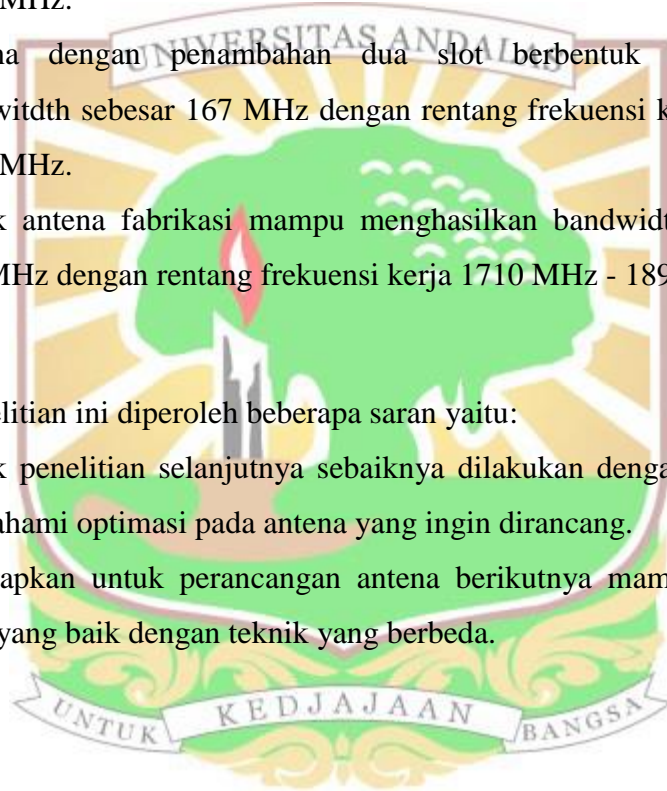 MHz.
UNIVERSITAS ANDALAS
na dengan penambahan dua slot berbentuk
witdth sebesar 167 MHz dengan rentang frekuensi k
MHz.
k antena fabrikasi mampu menghasilkan bandwidt
MHz dengan rentang frekuensi kerja 1710 MHz - 189
elitian ini diperoleh beberapa saran yaitu:
k penelitian selanjutnya sebaiknya dilakukan denga
ahami optimasi pada antena yang ingin dirancang.
apkan untuk perancangan antena berikutnya mam
yang baik dengan teknik yang berbeda.
UNTUK KEDJAJAAN BANGSA